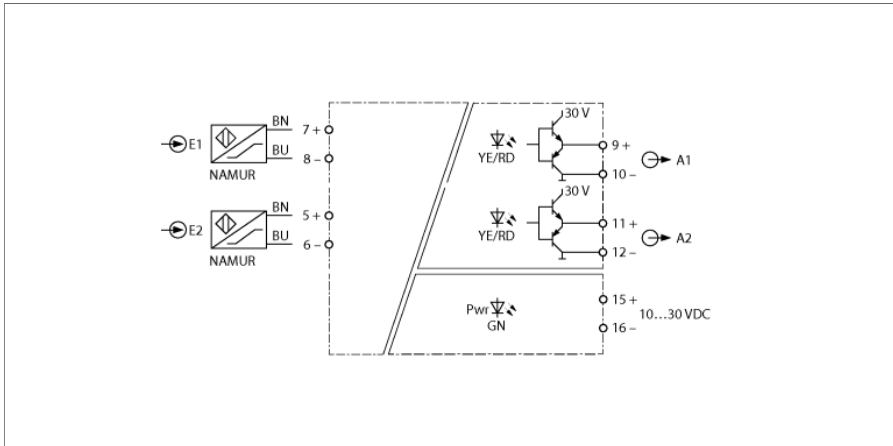 E1
BN
7 +
BU
8 –
NAMUR
E2
BN
5 +
BU
6 –
NAMUR
30 V
YE/RD
9 +
10 –
A1
30 V
YE/RD
11 +
12 –
A2
Pwr
GN
15 +
16 –
10...30 VDC